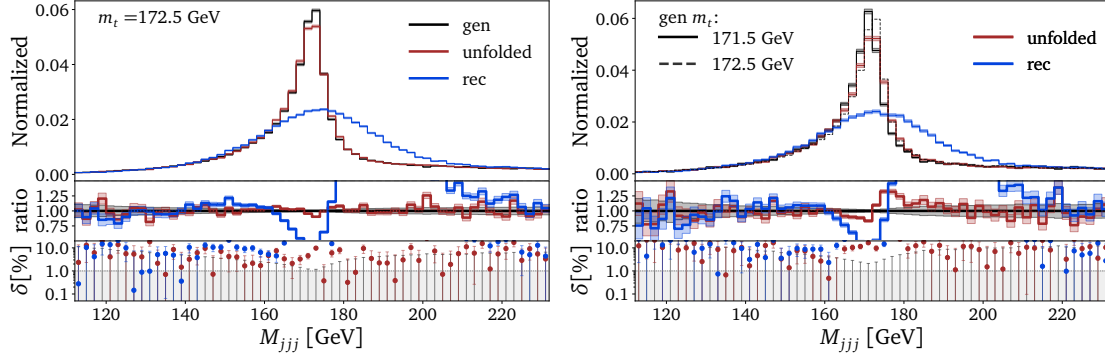 m_t =172.5 GeV
gen
unfolded
rec
Normalized
0.06
0.04
0.02
0.00
ratio
1.25
1.00
0.75
δ[%]
10.0
1.0
0.1
120 140 160 180 200 220
M_jjj [GeV]
gen m_t:
171.5 GeV
172.5 GeV
unfolded
rec
Normalized
0.06
0.04
0.02
0.00
ratio
1.25
1.00
0.75
δ[%]
10.0
1.0
0.1
120 140 160 180 200 220
M_jjj [GeV]